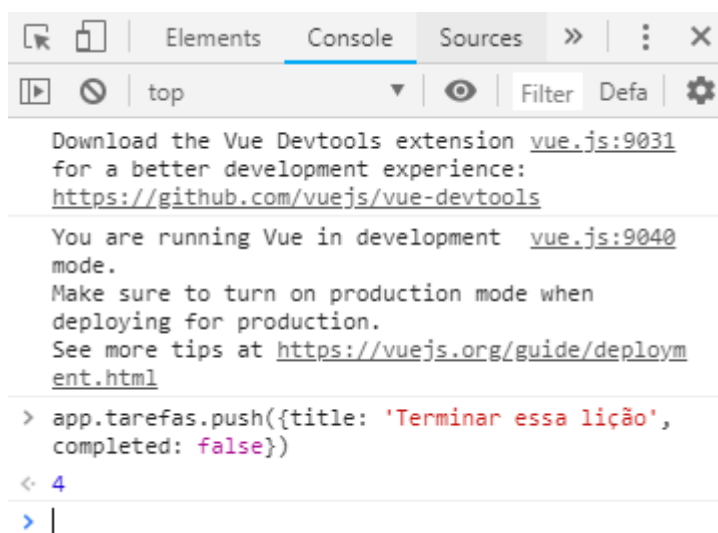 Elements Console Sources »
top Filter Defa
Download the Vue Devtools extension vue.js:9031
for a better development experience:
https://github.com/vuejs/vue-devtools
You are running Vue in development vue.js:9040
mode.
Make sure to turn on production mode when
deploying for production.
See more tips at https://vuejs.org/guide/deploym
ent.html
> app.tarefas.push({title: 'Terminar essa lição',
completed: false})
4
>